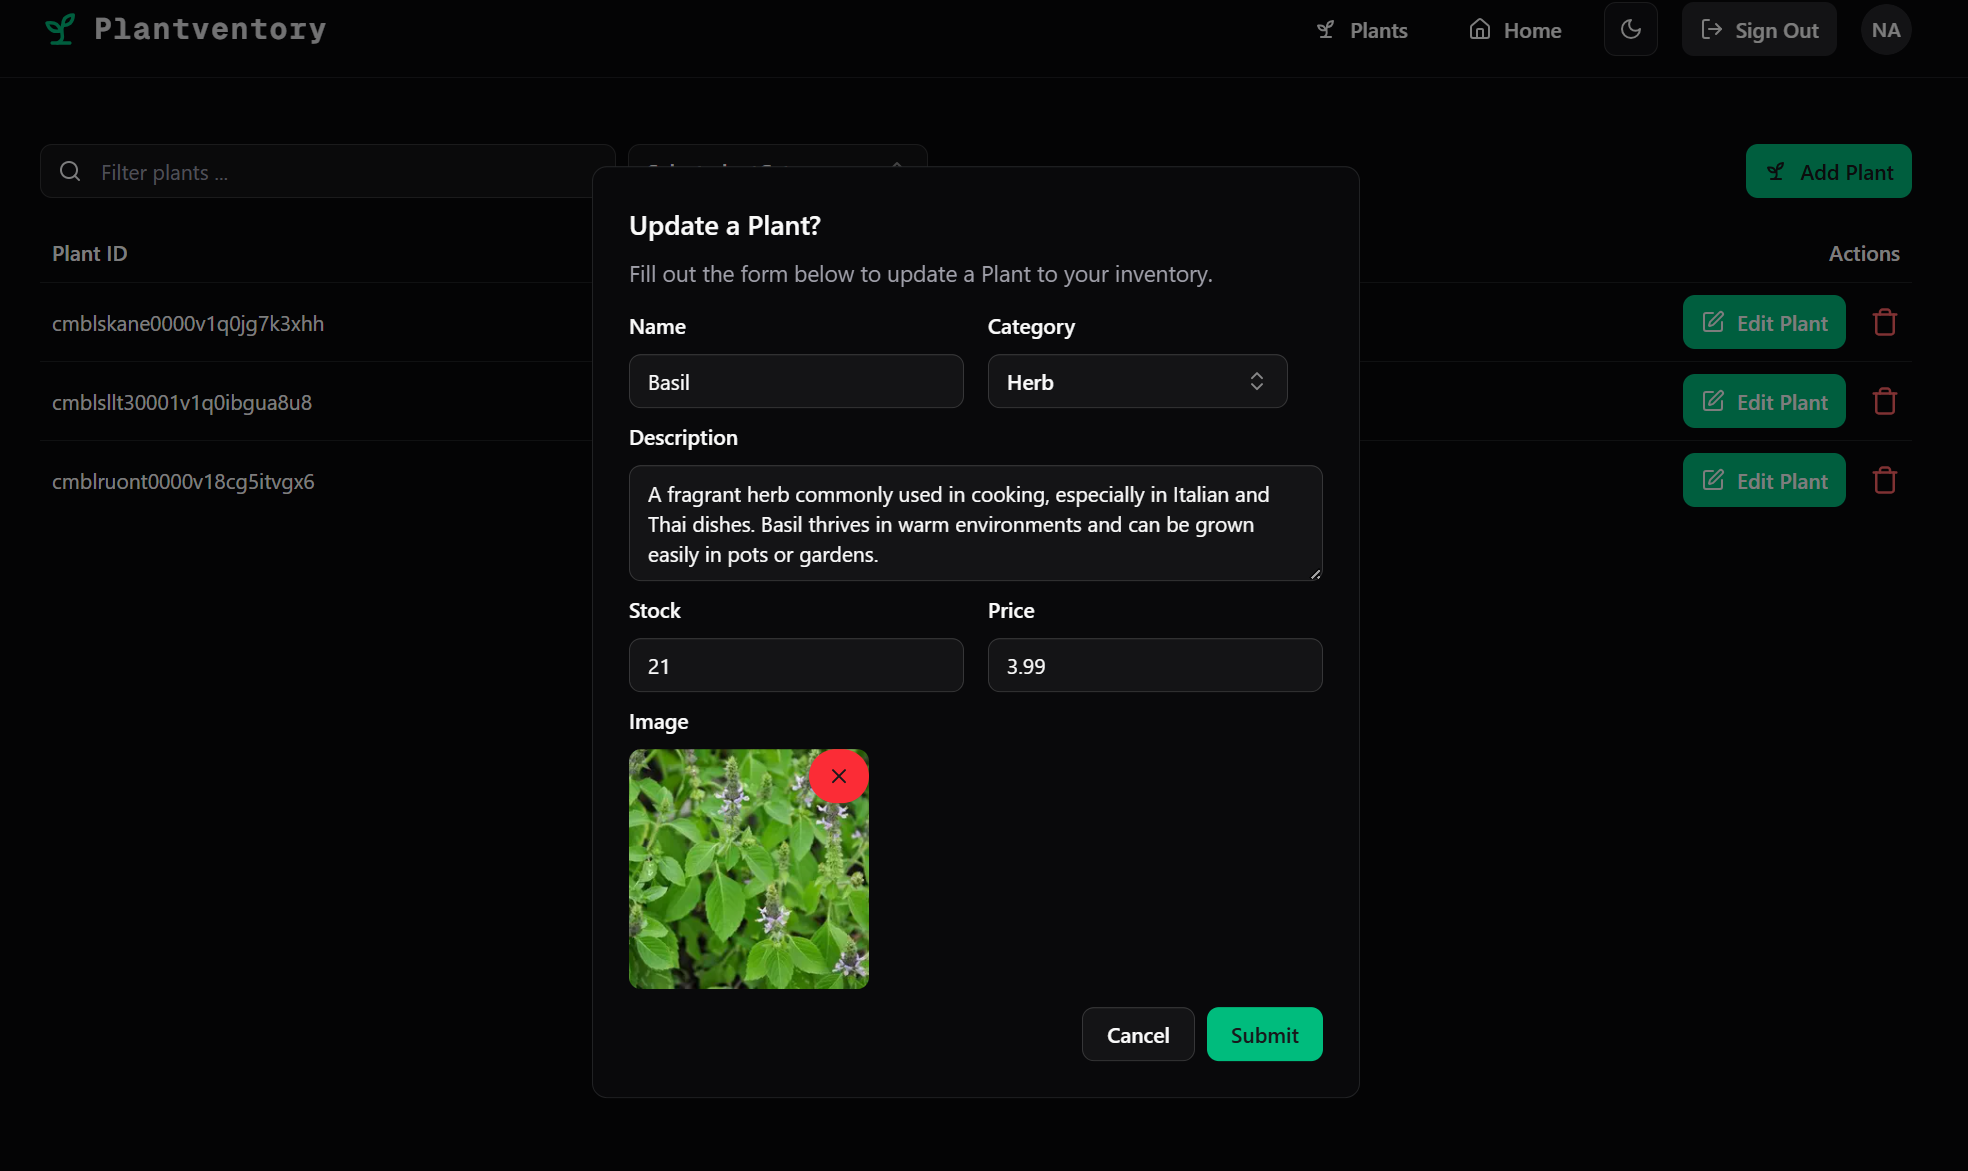 Plantventory
Plants
Home
Sign Out
NA
Filter plants ...
Add Plant
Plant ID
Actions
cmblskane0000v1q0jg7k3xhh
Edit Plant
cmblsllt30001v1q0ibgua8u8
Edit Plant
cmblruont0000v18cg5itvgx6
Edit Plant
Update a Plant?
Fill out the form below to update a Plant to your inventory.
Name
Category
Basil
Herb
Description
A fragrant herb commonly used in cooking, especially in Italian and
Thai dishes. Basil thrives in warm environments and can be grown
easily in pots or gardens.
Stock
Price
21
3.99
Image
Cancel
Submit